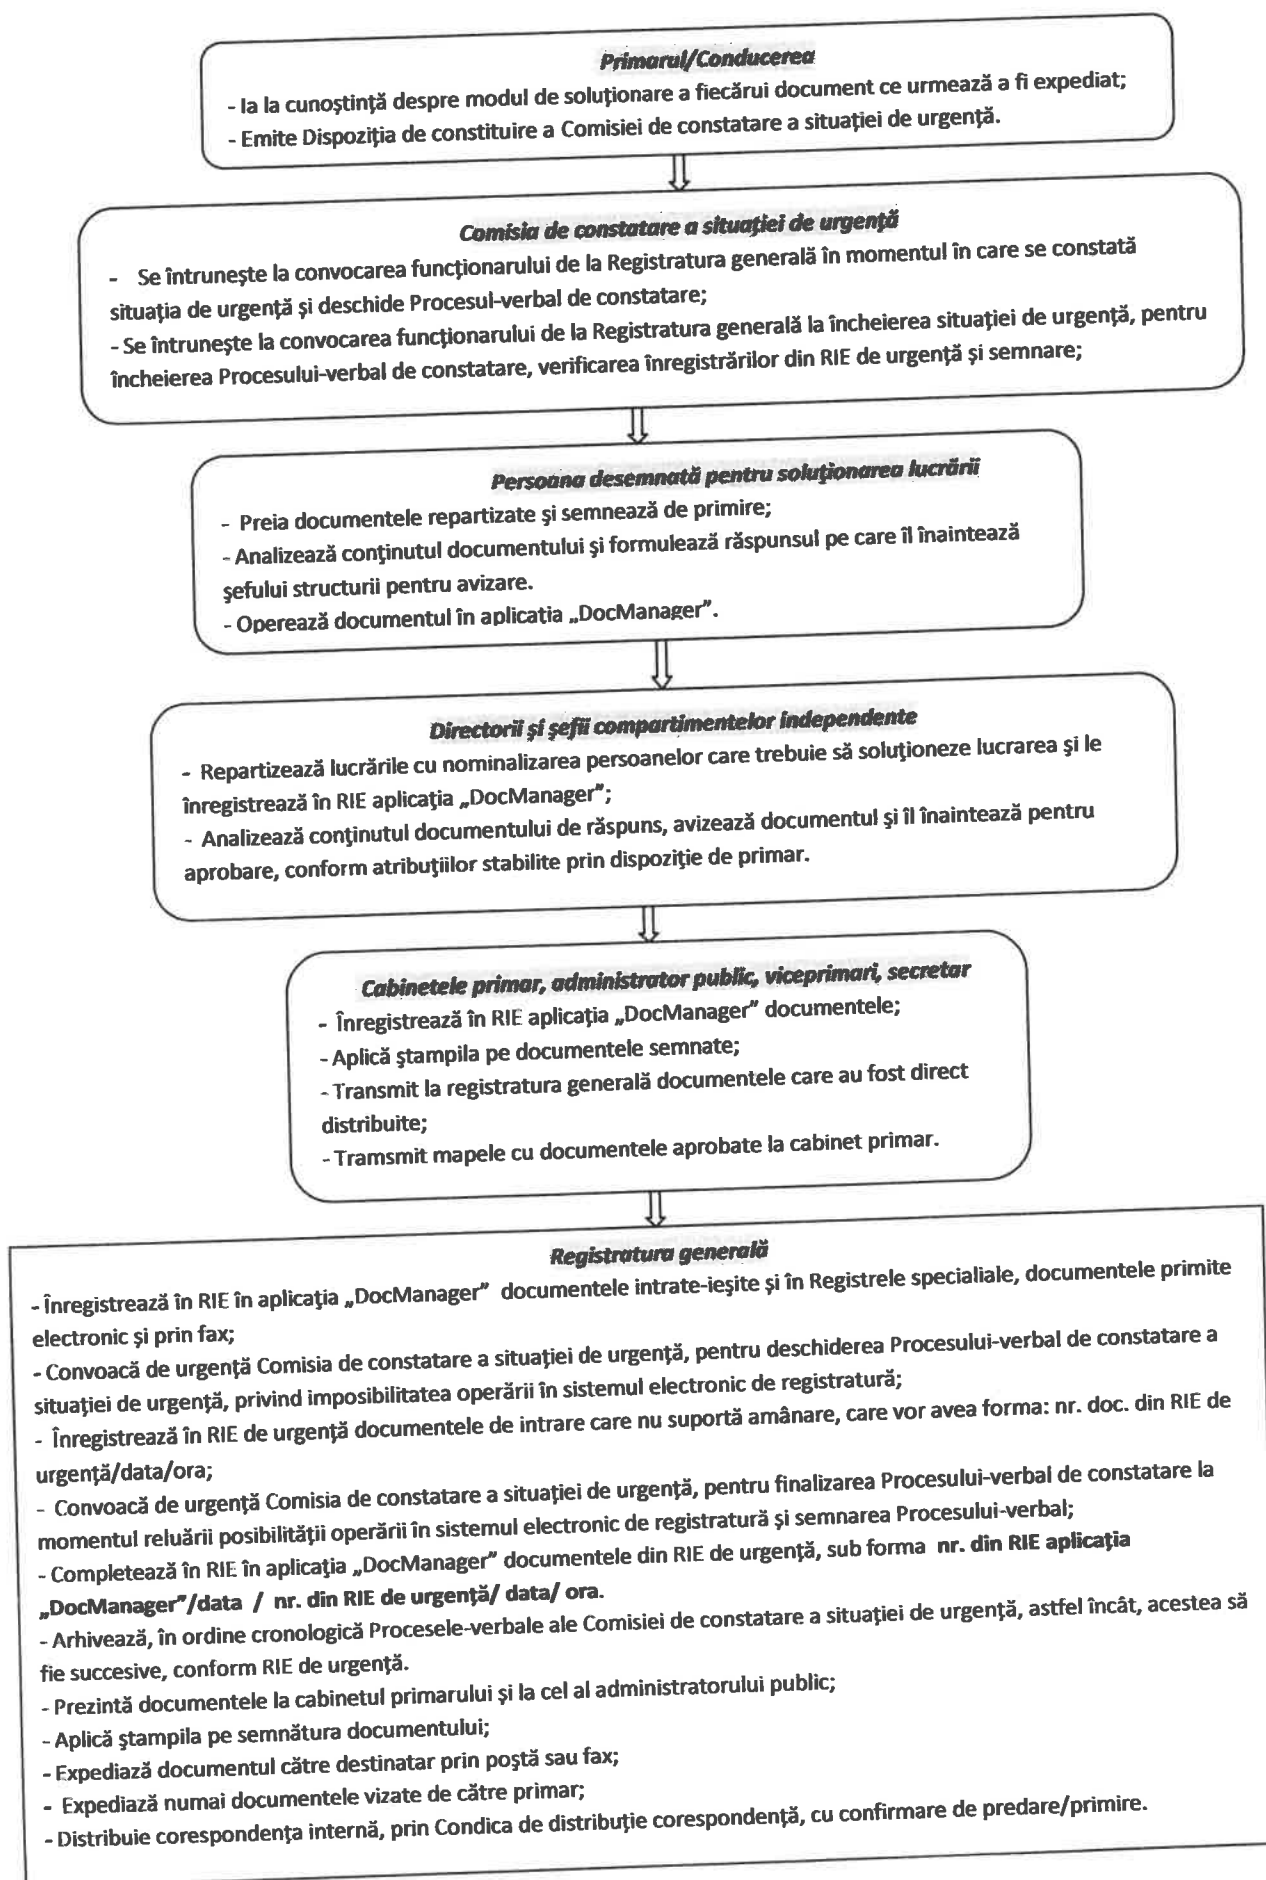 Primarul/Conducerea
- Ia la cunoştinţă despre modul de soluţionare a fiecărui document ce urmează a fi expediat;
- Emite Dispoziţia de constituire a Comisiei de constatare a situaţiei de urgenţă.
Comisia de constatare a situaţiei de urgenţă
- Se întruneşte la convocarea funcţionarului de la Registratura generală în momentul în care se constată
situaţia de urgenţă şi deschide Procesul-verbal de constatare;
- Se întruneşte la convocarea funcţionarului de la Registratura generală la încheierea situaţiei de urgenţă, pentru
încheierea Procesului-verbal de constatare, verificarea înregistrărilor din RIE de urgenţă şi semnare;
Persoana desemnată pentru soluţionarea lucrării
- Preia documentele repartizate şi semnează de primire;
- Analizează conţinutul documentului şi formulează răspunsul pe care îl înaintează
şefului structurii pentru avizare.
- Operează documentul în aplicatia „DocManager”.
Directorii şi şefii compartimentelor independente
- Repartizează lucrările cu nominalizarea persoanelor care trebuie să soluţioneze lucrarea şi le
înregistrează în RIE aplicaţia „DocManager”;
- Analizează conţinutul documentului de răspuns, avizează documentul şi îl înaintează pentru
aprobare, conform atribuţiilor stabilite prin dispoziţie de primar.
Cabinetele primar, administrator public, viceprimari, secretar
- Înregistrează în RIE aplicaţia „DocManager” documentele;
- Aplică ştampila pe documentele semnate;
- Transmit la registratura generală documentele care au fost direct
distribuite;
- Tramsmit mapele cu documentele aprobate la cabinet primar.
Registratura generală
- Înregistrează în RIE în aplicaţia „DocManager” documentele intrate-ieşite şi în Registrele specialiale, documentele primite
electronic şi prin fax;
- Convoacă de urgenţă Comisia de constatare a situaţiei de urgenţă, pentru deschiderea Procesului-verbal de constatare a
situaţiei de urgenţă, privind imposibilitatea operării în sistemul electronic de registratură;
- Înregistrează în RIE de urgenţă documentele de intrare care nu suportă amânare, care vor avea forma: nr. doc. din RIE de
urgenţă/data/ora;
- Convoacă de urgenţă Comisia de constatare a situaţiei de urgenţă, pentru finalizarea Procesului-verbal de constatare la
momentul reluării posibilităţii operării în sistemul electronic de registratură şi semnarea Procesului-verbal;
- Completează în RIE în aplicaţia „DocManager” documentele din RIE de urgenţă, sub forma nr. din RIE aplicaţia
„DocManager”/data / nr. din RIE de urgenţă/ data/ ora.
- Arhivează, în ordine cronologică Procesele-verbale ale Comisiei de constatare a situaţiei de urgenţă, astfel încât, acestea să
fie succesive, conform RIE de urgenţă.
- Prezintă documentele la cabinetul primarului şi la cel al administratorului public;
- Aplică ştampila pe semnătura documentului;
- Expediază documentul către destinatar prin poştă sau fax;
- Expediază numai documentele vizate de către primar;
- Distribuie corespondenţa internă, prin Condica de distribuţie corespondenţă, cu confirmare de predare/primire.